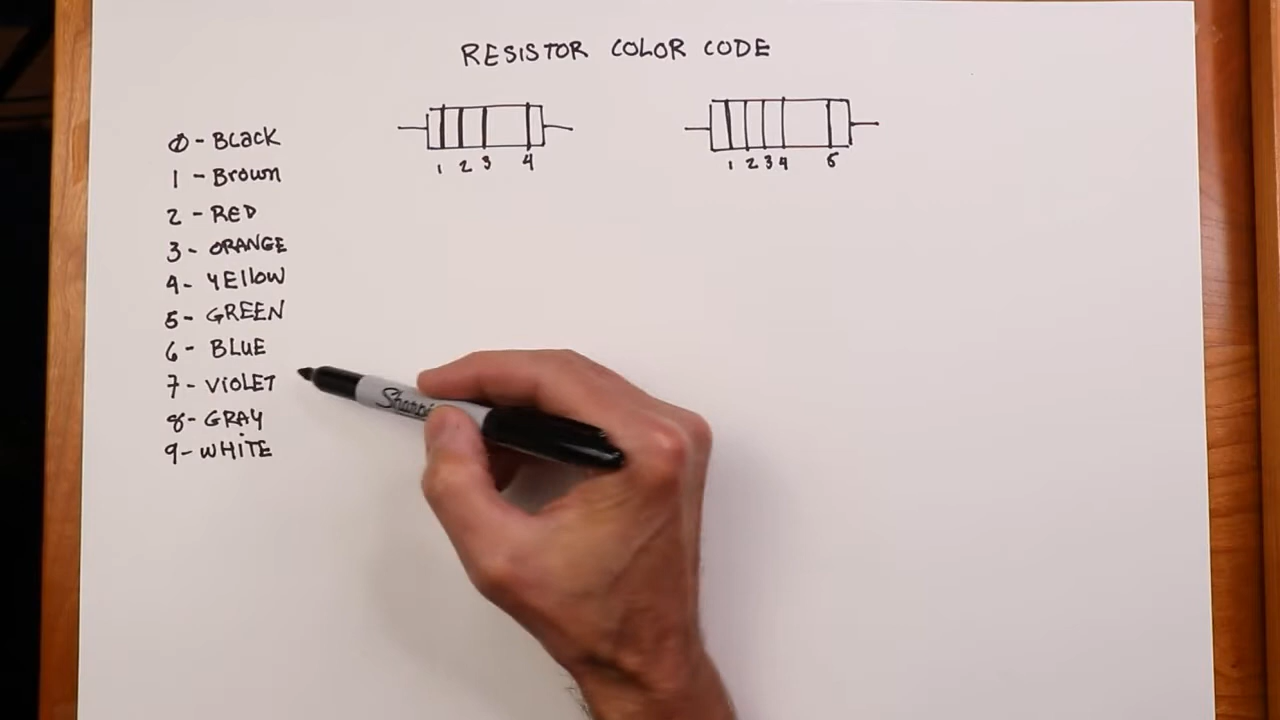 RESISTOR COLOR CODE
0 - BLACK
1 - Brown
2 - RED
3 - ORANGE
4 - YEllOW
5 - GREEN
6 - BLUE
7 - ViOLET
8 - GRAY
9 - WHiTE
1 2 3 4
1 2 3 4 5
Sharpie